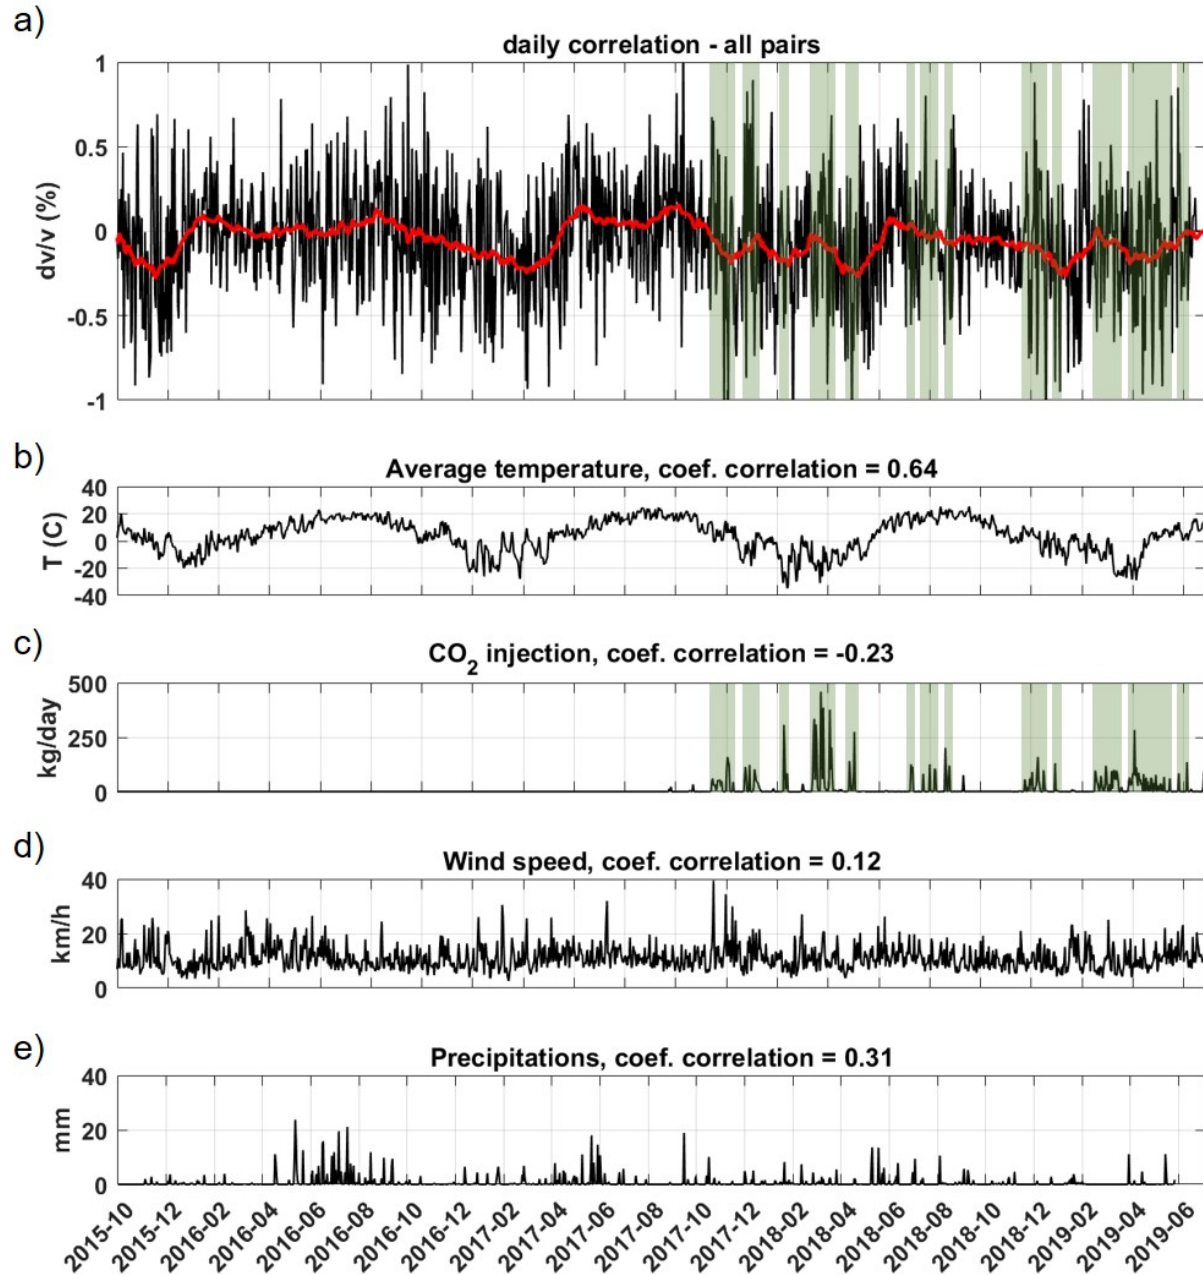 a)
daily correlation - all pairs
dv/v (%)
1
0.5
0
-0.5
-1
b)
Average temperature, coef. correlation = 0.64
T (C)
40
20
0
-20
-40
c)
CO2 injection, coef. correlation = -0.23
kg/day
500
250
0
d)
Wind speed, coef. correlation = 0.12
km/h
40
20
0
e)
Precipitations, coef. correlation = 0.31
mm
40
20
0
2015-10
2015-12
2016-02
2016-04
2016-06
2016-08
2016-10
2016-12
2017-02
2017-04
2017-06
2017-08
2017-10
2017-12
2018-02
2018-04
2018-06
2018-08
2018-10
2018-12
2019-02
2019-04
2019-06